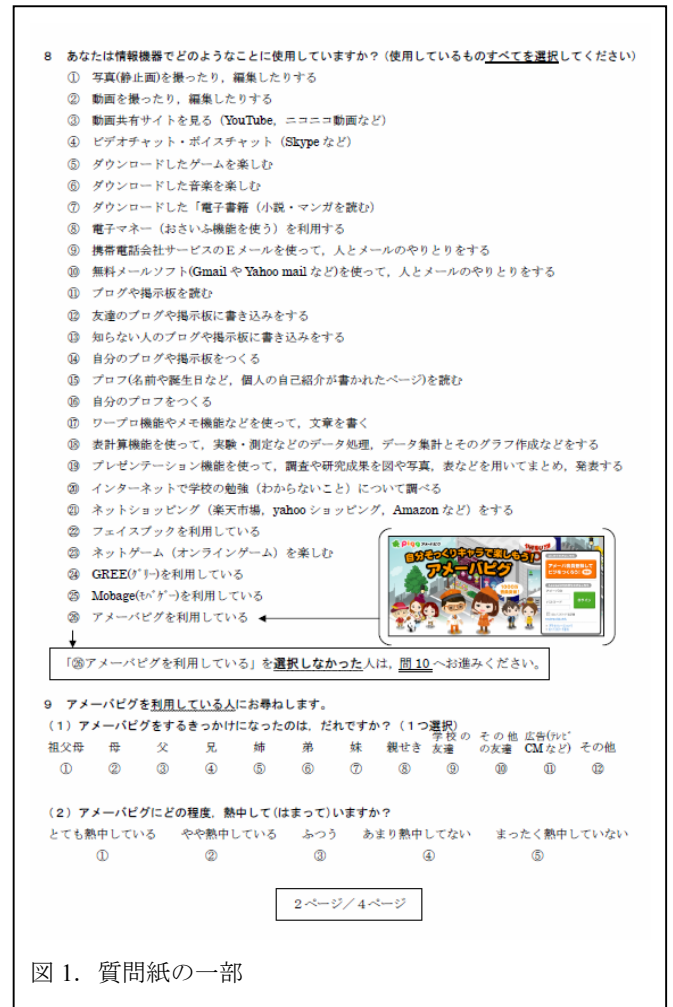 8 あなたは情報機器でどのようなことに使用していますか？(使用しているものすべてを選択してください)
① 写真(静止画)を撮ったり，編集したりする
② 動画を撮ったり，編集したりする
③ 動画共有サイトを見る（YouTube，ニコニコ動画など）
④ ビデオチャット・ボイスチャット（Skype など）
⑤ ダウンロードしたゲームを楽しむ
⑥ ダウンロードした音楽を楽しむ
⑦ ダウンロードした「電子書籍（小説・マンガを読む）
⑧ 電子マネー（おさいふ機能を使う）を利用する
⑨ 携帯電話会社サービスのＥメールを使って，人とメールのやりとりをする
⑩ 無料メールソフト(Gmail や Yahoo mail など)を使って，人とメールのやりとりをする
⑪ ブログや掲示板を読む
⑫ 友達のブログや掲示板に書き込みをする
⑬ 知らない人のブログや掲示板に書き込みをする
⑭ 自分のブログや掲示板をつくる
⑮ プロフ(名前や誕生日など，個人の自己紹介が書かれたページ)を読む
⑯ 自分のプロフをつくる
⑰ ワープロ機能やメモ機能などを使って，文章を書く
⑱ 表計算機能を使って，実験・測定などのデータ処理，データ集計とそのグラフ作成などをする
⑲ プレゼンテーション機能を使って，調査や研究成果を図や写真，表などを用いてまとめ，発表する
⑳ インターネットで学校の勉強（わからないこと）について調べる
㉑ ネットショッピング（楽天市場，yahoo ショッピング，Amazon など）をする
㉒ フェイスブックを利用している
㉓ ネットゲーム（オンラインゲーム）を楽しむ
㉔ GREE(ｸﾞﾘｰ)を利用している
㉕ Mobage(ﾓﾊﾞｹﾞｰ)を利用している
㉖ アメーバピグを利用している
自分そっくりキャラで楽しもう！
アメーバピグ
「㉖アメーバピグを利用している」を選択しなかった人は，問 10 へお進みください。
9 アメーバピグを利用している人にお尋ねします。
（１）アメーバピグをするきっかけになったのは，だれですか？（１つ選択）
祖父母 母 父 兄 姉 弟 妹 親せき 学校の友達 その他の友達 広告(ﾃﾚﾋﾞCM など) その他
① ② ③ ④ ⑤ ⑥ ⑦ ⑧ ⑨ ⑩ ⑪ ⑫
（２）アメーバピグにどの程度，熱中して(はまって)いますか？
とても熱中している やや熱中している ふつう あまり熱中してない まったく熱中していない
① ② ③ ④ ⑤
２ページ／４ページ
図 1．質問紙の一部